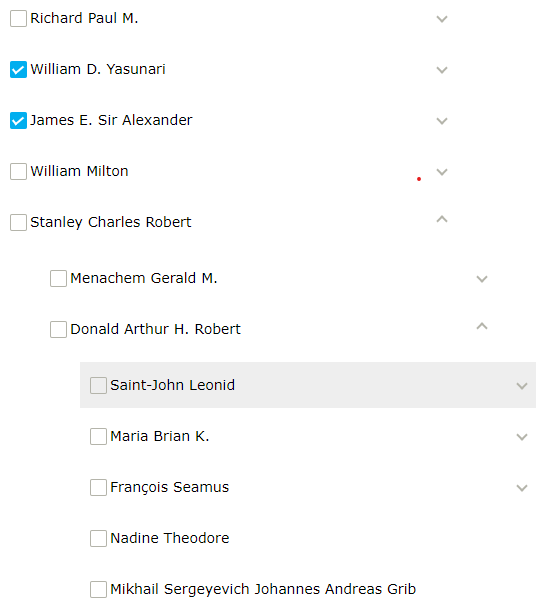 Richard Paul M.
William D. Yasunari
James E. Sir Alexander
William Milton
Stanley Charles Robert
Menachem Gerald M.
Donald Arthur H. Robert
Saint-John Leonid
Maria Brian K.
François Seamus
Nadine Theodore
Mikhail Sergeyevich Johannes Andreas Grib